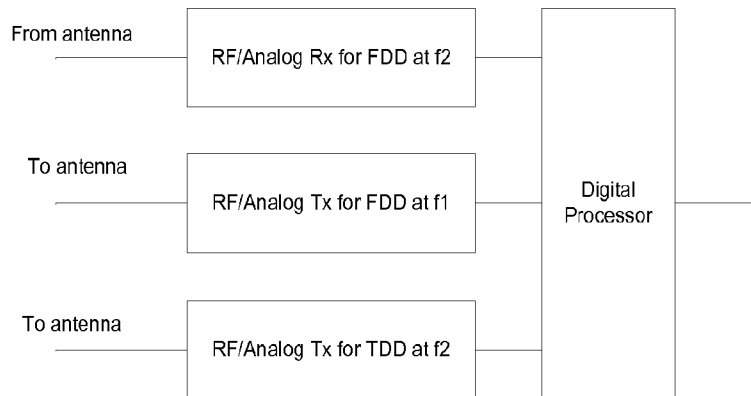 From antenna
RF/Analog Rx for FDD at f2
To antenna
RF/Analog Tx for FDD at f1
Digital
Processor
To antenna
RF/Analog Tx for TDD at f2